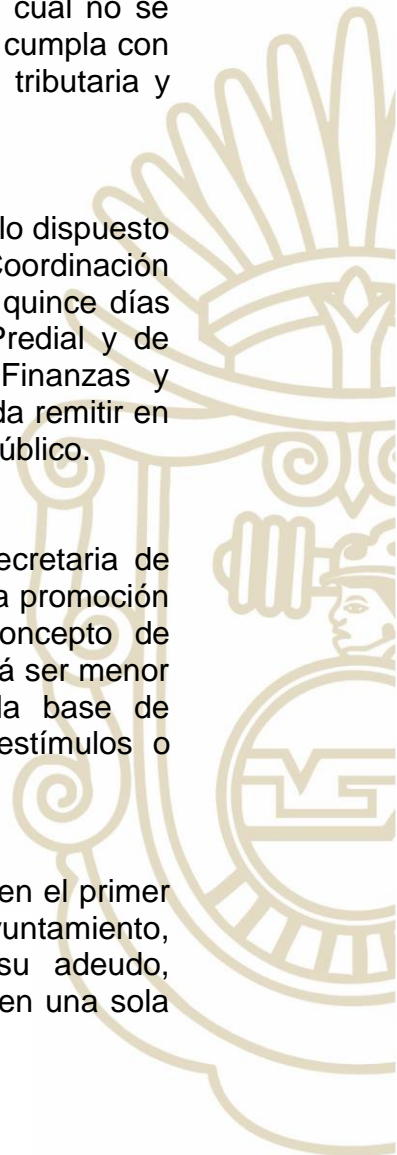 cual no se
cumpla con
tributaria y
lo dispuesto
Coordinación
quince días
Predial y de
Finanzas y
da remitir en
úblico.
ecretaria de
a promoción
oncepto de
á ser menor
la base de
estímulos o
en el primer
yuntamiento,
su adeudo,
en una sola